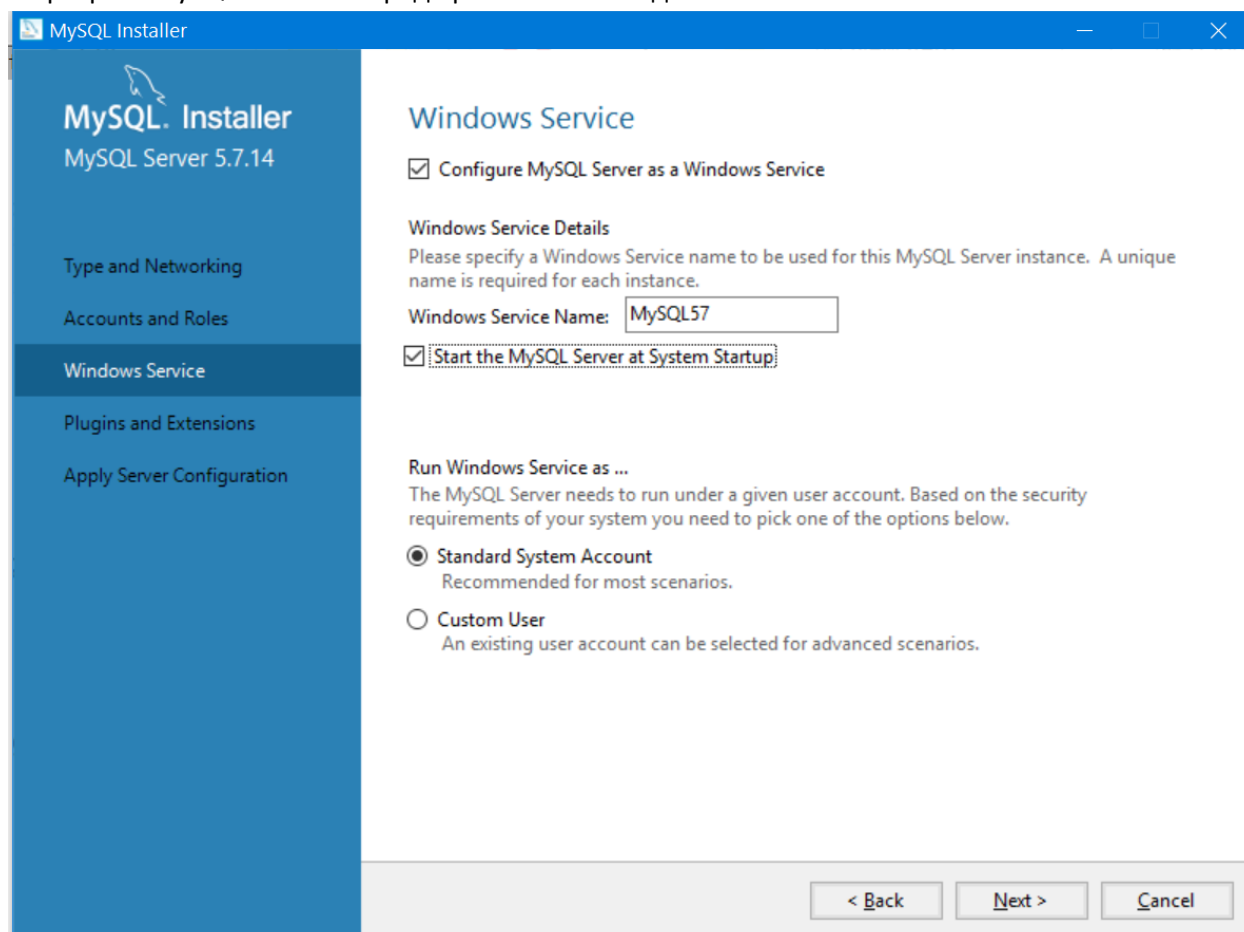 MySQL Installer
MySQL. Installer
MySQL Server 5.7.14
Type and Networking
Accounts and Roles
Windows Service
Plugins and Extensions
Apply Server Configuration
Windows Service
Configure MySQL Server as a Windows Service
Windows Service Details
Please specify a Windows Service name to be used for this MySQL Server instance. A unique
name is required for each instance.
Windows Service Name: MySQL57
Start the MySQL Server at System Startup
Run Windows Service as ...
The MySQL Server needs to run under a given user account. Based on the security
requirements of your system you need to pick one of the options below.
Standard System Account
Recommended for most scenarios.
Custom User
An existing user account can be selected for advanced scenarios.
< Back
Next >
Cancel